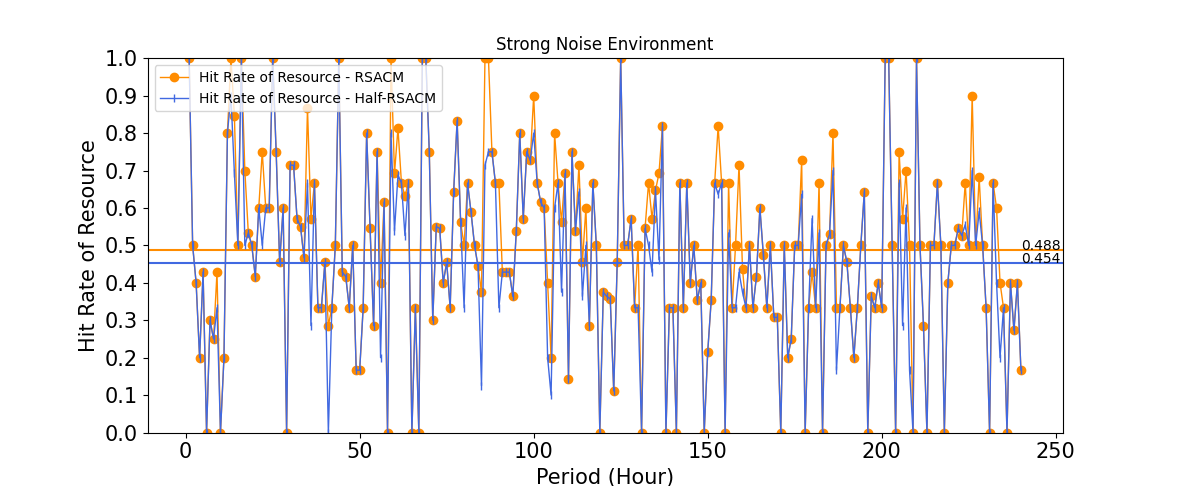 Strong Noise Environment
Hit Rate of Resource
1.0
0.9
0.8
0.7
0.6
0.5
0.4
0.3
0.2
0.1
0.0
Hit Rate of Resource - RSACM
Hit Rate of Resource - Half-RSACM
0.488
0.454
0 50 100 150 200 250
Period (Hour)